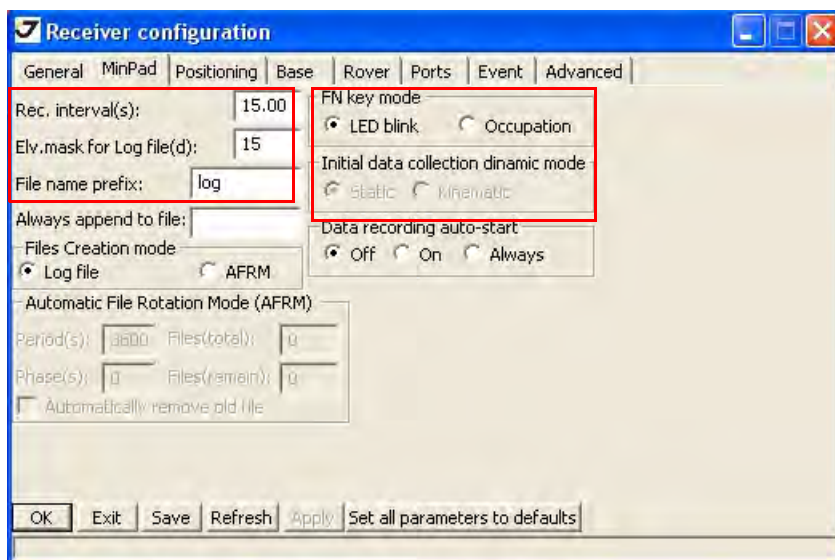 Receiver configuration
General MinPad Positioning Base Rover Ports Event Advanced
Rec. interval(s): 15.00
Elv.mask for Log file(d): 15
File name prefix: log
Always append to file:
Files Creation mode
Log file AFRM
FN key mode
LED blink Occupation
Initial data collection dinamic mode
Static Kinematic
Data recording auto-start
Off On Always
Automatic File Rotation Mode (AFRM)
Period(s): 3600 Files(total): 0
Phase(s): 0 Files(remain): 0
Automatically remove old file
OK Exit Save Refresh Apply Set all parameters to defaults